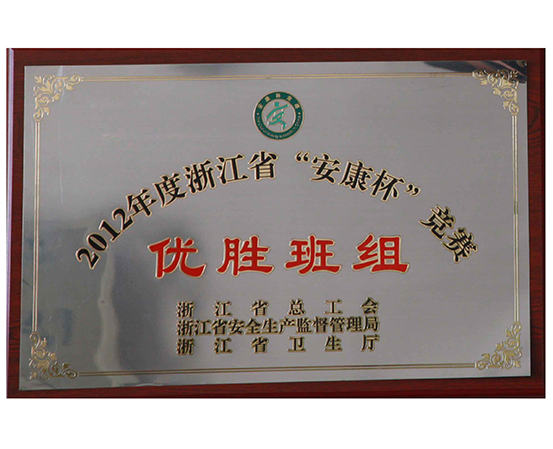 2012年度浙江省“安康杯”竞赛
优胜班组
浙江省总工会
浙江省安全生产监督管理局
浙江省卫生厅